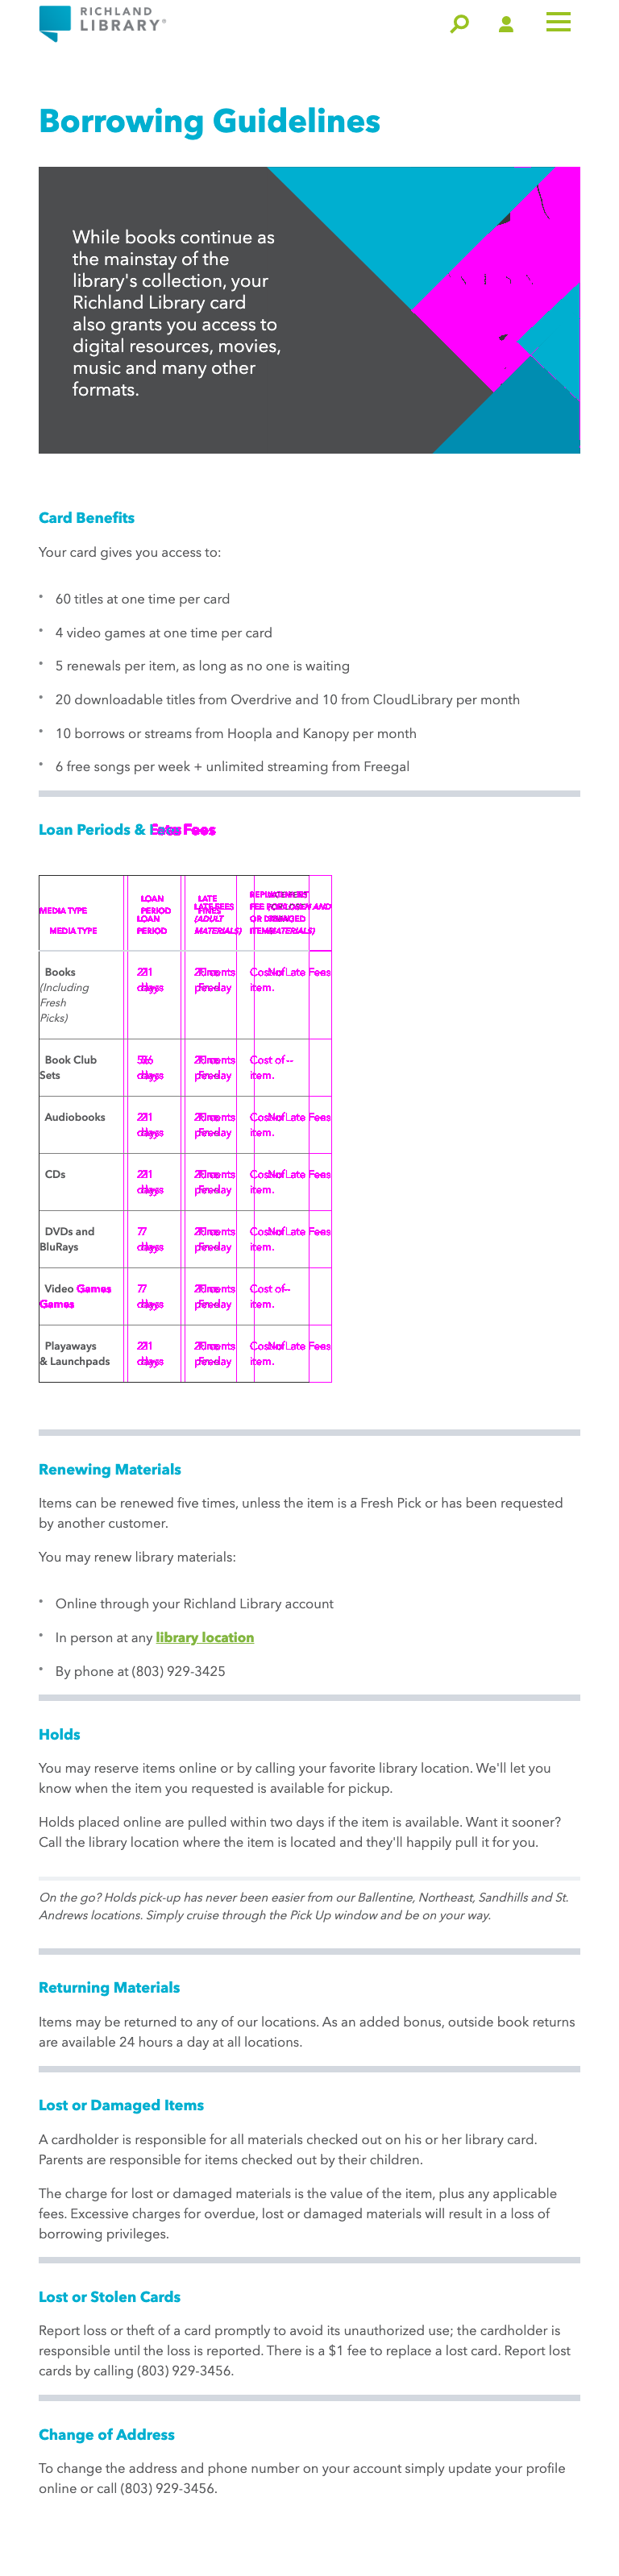 RICHLAND
LIBRARY®
Borrowing Guidelines
While books continue as
the mainstay of the
library's collection, your
Richland Library card
also grants you access to
digital resources, movies,
music and many other
formats.
Card Benefits
Your card gives you access to:
* 60 titles at one time per card
* 4 video games at one time per card
* 5 renewals per item, as long as no one is waiting
* 20 downloadable titles from Overdrive and 10 from CloudLibrary per month
* 10 borrows or streams from Hoopla and Kanopy per month
* 6 free songs per week + unlimited streaming from Freegal
Loan Periods & Fees
MEDIA TYPE
LOAN
PERIOD
LATE
MEDIA TYPE
LOAN
PERIOD
(ADULT
MATERIALS)
Books
(Including
Fresh
Picks)
days
Cost of
item.
Book Club
Sets
days
Cost of --
item.
Audiobooks
days
item.
CDs
days
item.
DVDs and
BluRays
7 days
item.
Video Games
Games
7 days
Cost of --
item.
Playaways
& Launchpads
days
item.
Renewing Materials
Items can be renewed five times, unless the item is a Fresh Pick or has been requested
by another customer.
You may renew library materials:
* Online through your Richland Library account
* In person at any library location
* By phone at (803) 929-3425
Holds
You may reserve items online or by calling your favorite library location. We'll let you
know when the item you requested is available for pickup.
Holds placed online are pulled within two days if the item is available. Want it sooner?
Call the library location where the item is located and they'll happily pull it for you.
On the go? Holds pick-up has never been easier from our Ballentine, Northeast, Sandhills and St.
Andrews locations. Simply cruise through the Pick Up window and be on your way.
Returning Materials
Items may be returned to any of our locations. As an added bonus, outside book returns
are available 24 hours a day at all locations.
Lost or Damaged Items
A cardholder is responsible for all materials checked out on his or her library card.
Parents are responsible for items checked out by their children.
The charge for lost or damaged materials is the value of the item, plus any applicable
fees. Excessive charges for overdue, lost or damaged materials will result in a loss of
borrowing privileges.
Lost or Stolen Cards
Report loss or theft of a card promptly to avoid its unauthorized use; the cardholder is
responsible until the loss is reported. There is a $1 fee to replace a lost card. Report lost
cards by calling (803) 929-3456.
Change of Address
To change the address and phone number on your account simply update your profile
online or call (803) 929-3456.